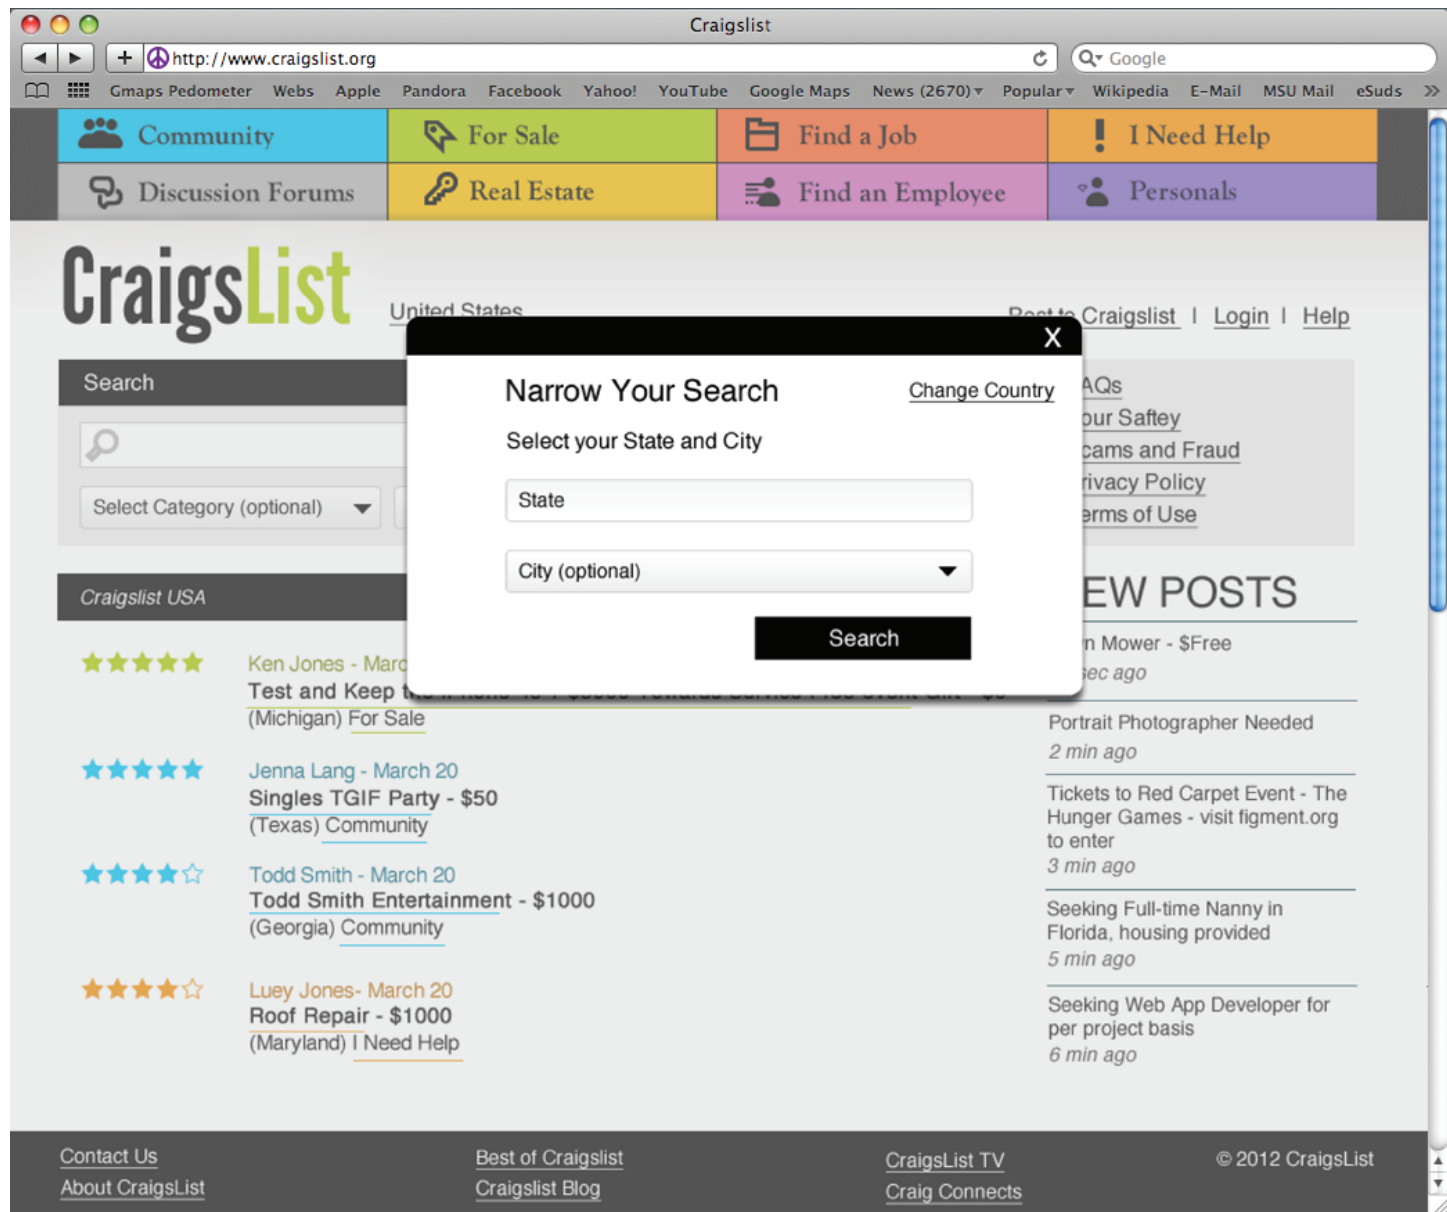 Craigslist
http://www.craigslist.org
Google
Gmaps Pedometer Webs Apple Pandora Facebook Yahoo! YouTube Google Maps News (2670) Popular Wikipedia E-Mail MSU Mail eSuds
Community For Sale Find a Job I Need Help
Discussion Forums Real Estate Find an Employee Personals
CraigsList
United States
Craigslist | Login | Help
X
Narrow Your Search
Change Country
Select your State and City
State
City (optional)
Search
Search
Select Category (optional)
AQs
our Saftey
cams and Fraud
rivacy Policy
erms of Use
Craigslist USA
Ken Jones - Marc
Test and Keep
(Michigan) For Sale
Jenna Lang - March 20
Singles TGIF Party - $50
(Texas) Community
Todd Smith - March 20
Todd Smith Entertainment - $1000
(Georgia) Community
Luey Jones- March 20
Roof Repair - $1000
(Maryland) I Need Help
EW POSTS
n Mower - $Free
sec ago
Portrait Photographer Needed
2 min ago
Tickets to Red Carpet Event - The
Hunger Games - visit figment.org
to enter
3 min ago
Seeking Full-time Nanny in
Florida, housing provided
5 min ago
Seeking Web App Developer for
per project basis
6 min ago
Contact Us
About CraigsList
Best of Craigslist
Craigslist Blog
CraigsList TV
Craig Connects
© 2012 CraigsList